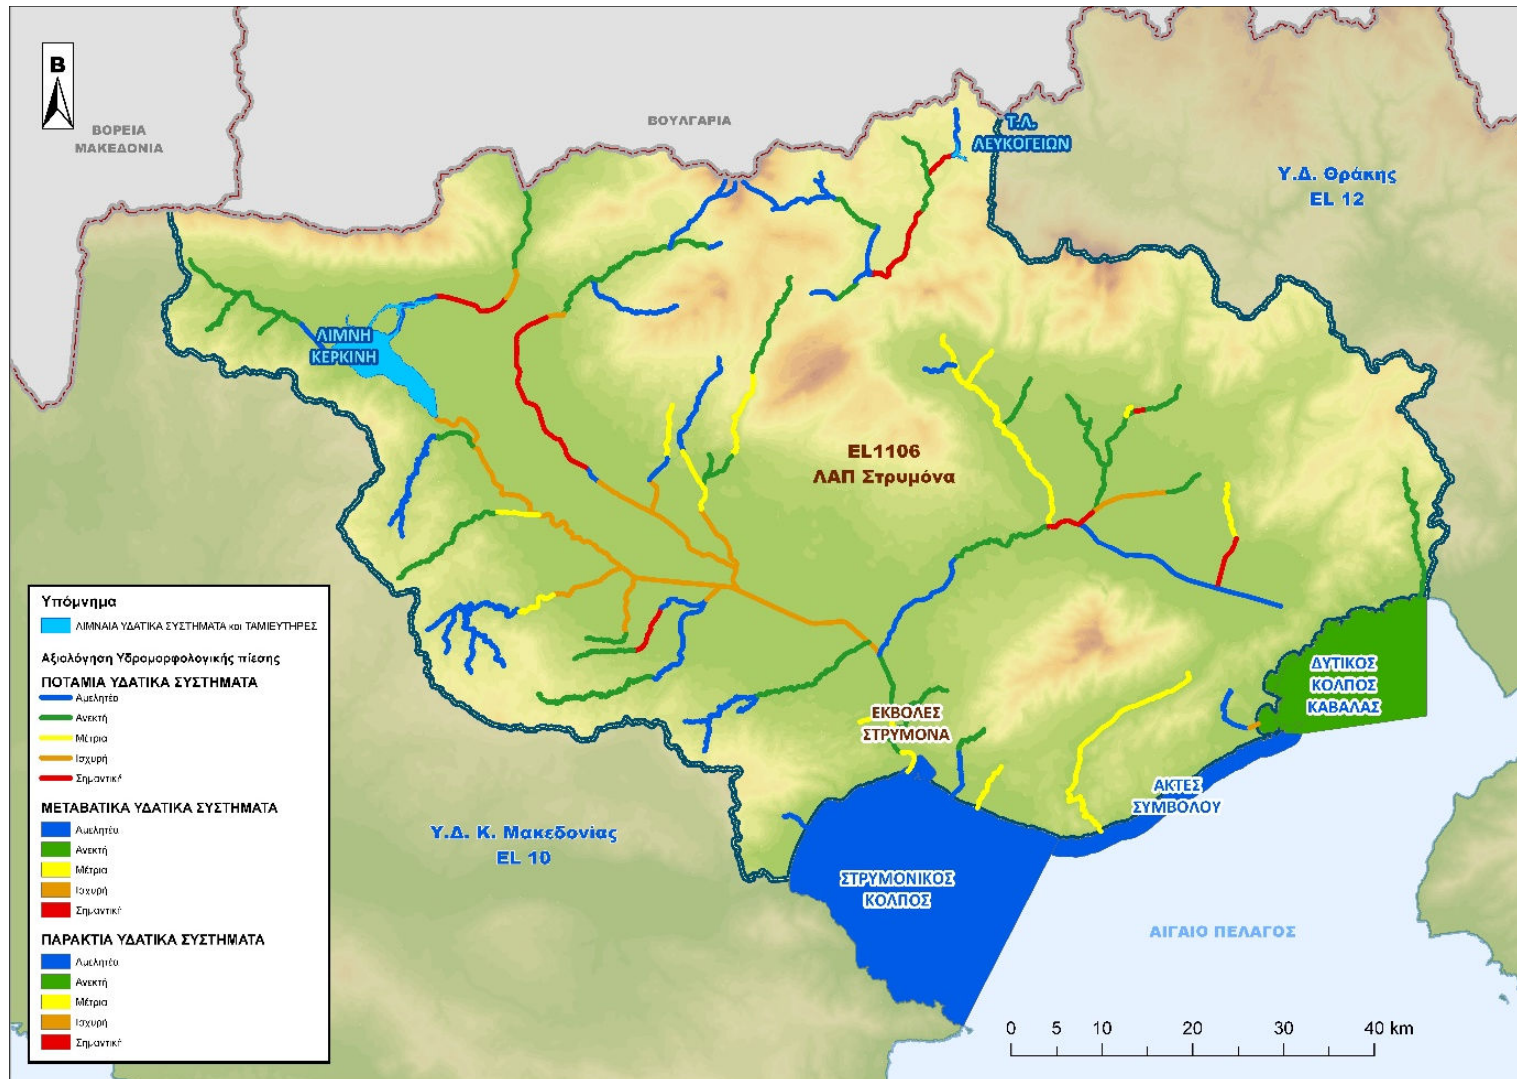 Β
ΒΟΡΕΙΑ
ΜΑΚΕΔΟΝΙΑ
ΒΟΥΛΓΑΡΙΑ
Τ.Λ.
ΛΕΥΚΟΓΕΙΩΝ
Υ.Δ. Θράκης
EL 12
ΛΙΜΝΗ
ΚΕΡΚΙΝΗ
EL1106
ΛΑΠ Στρυμόνα
ΔΥΤΙΚΟΣ
ΚΟΛΠΟΣ
ΚΑΒΑΛΑΣ
ΕΚΒΟΛΕΣ
ΣΤΡΥΜΟΝΑ
ΑΚΤΕΣ
ΣΥΜΒΟΛΟΥ
Υ.Δ. Κ. Μακεδονίας
EL 10
ΣΤΡΥΜΟΝΙΚΟΣ
ΚΟΛΠΟΣ
ΑΙΓΑΙΟ ΠΕΛΑΓΟΣ
0 5 10 20 30 40 km
Υπόμνημα
ΛΙΜΝΑΙΑ ΥΔΑΤΙΚΑ ΣΥΣΤΗΜΑΤΑ και ΤΑΜΙΕΥΤΗΡΕΣ
Αξιολόγηση Υδρομορφολογικής πίεσης
ΠΟΤΑΜΙΑ ΥΔΑΤΙΚΑ ΣΥΣΤΗΜΑΤΑ
Αμελητέα
Ανεκτή
Μέτρια
Ισχυρή
Σημαντική
ΜΕΤΑΒΑΤΙΚΑ ΥΔΑΤΙΚΑ ΣΥΣΤΗΜΑΤΑ
Αμελητέα
Ανεκτή
Μέτρια
Ισχυρή
Σημαντική
ΠΑΡΑΚΤΙΑ ΥΔΑΤΙΚΑ ΣΥΣΤΗΜΑΤΑ
Αμελητέα
Ανεκτή
Μέτρια
Ισχυρή
Σημαντική